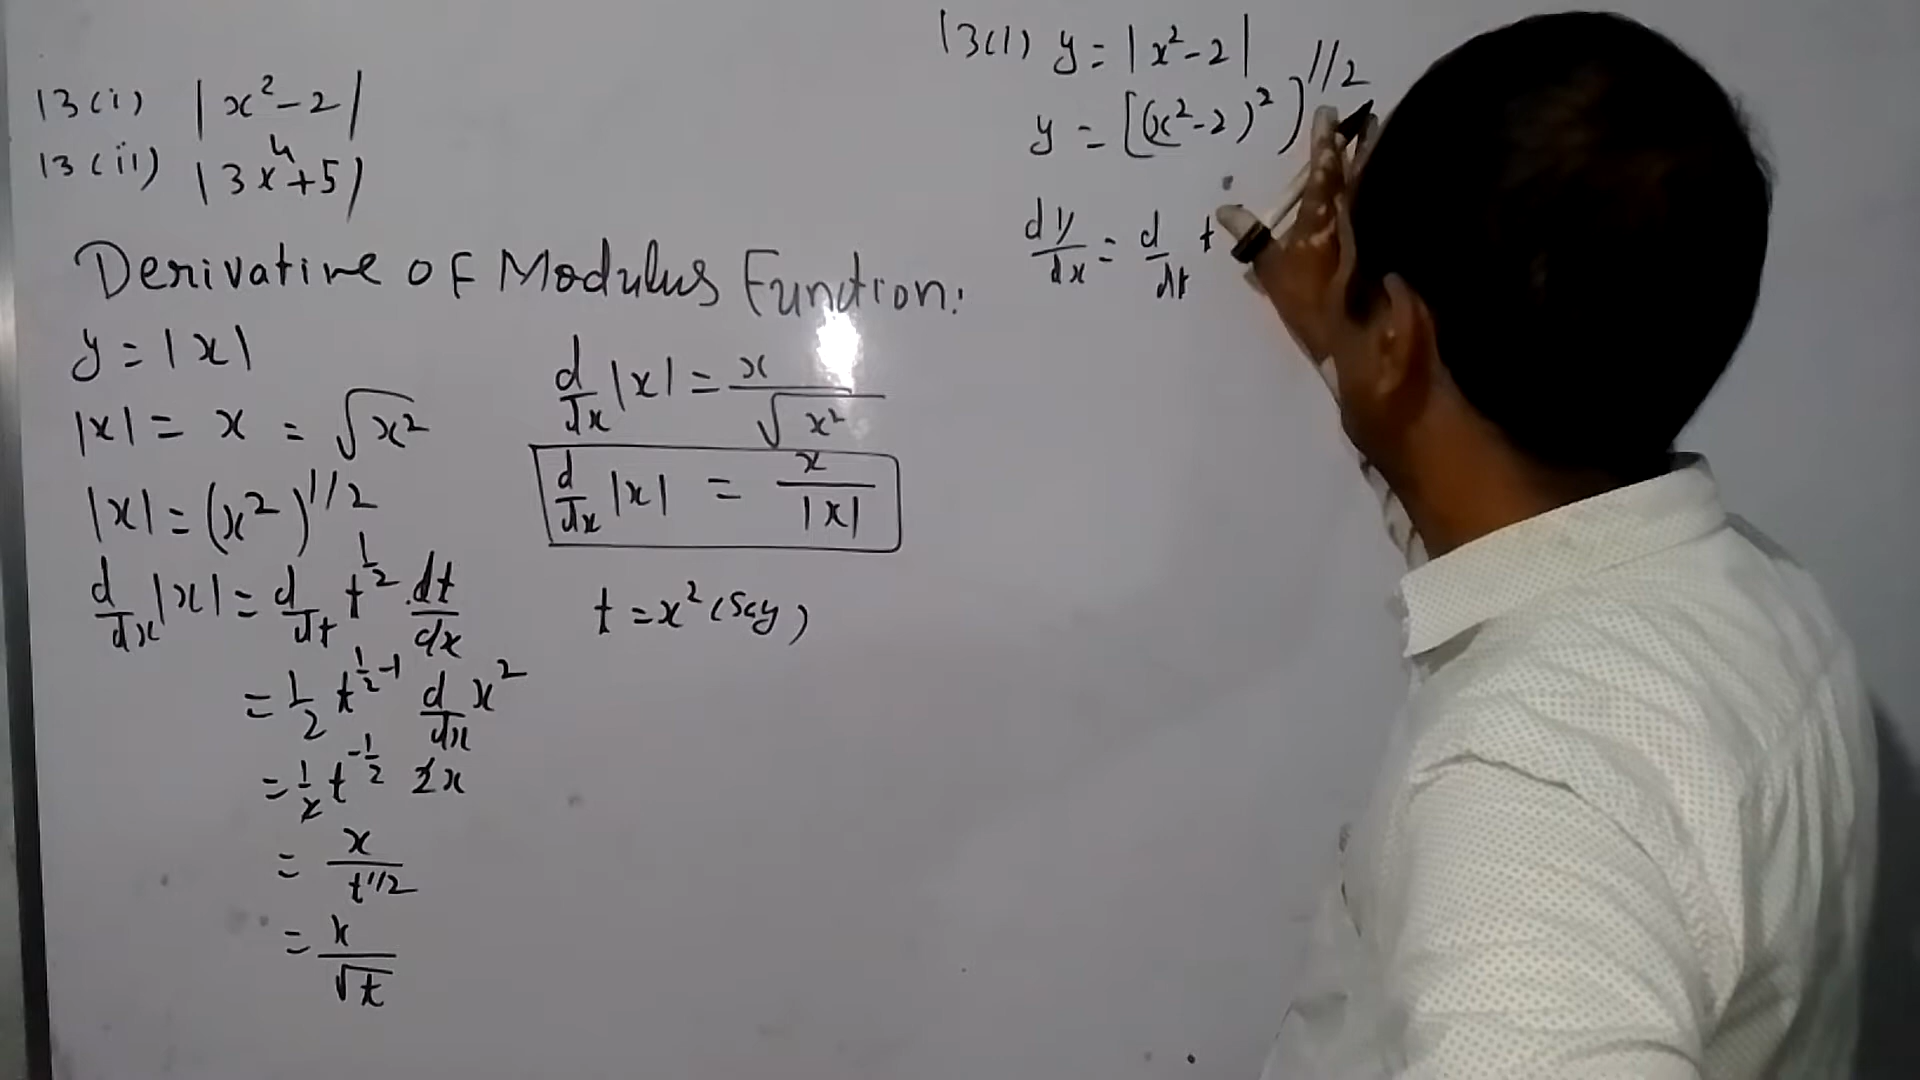 13(i) |x²-2|
13(ii) |3x⁴+5|
Derivative of Modulus Function:
y = |x|
|x| = x = √x²
|x| = (x²)^1/2
d/dx |x| = d/dt t^1/2 . dt/dx
= 1/2 t^1/2-1 d/dx x²
= 1/2 t^-1/2 2x
= x/t^1/2
= x/√t
d/dx |x| = x/√x²
d/dx |x| = x/|x|
t = x² (say)
13(i) y = |x²-2|
y = [(x²-2)²)^1/2
dy/dx = d/dt t